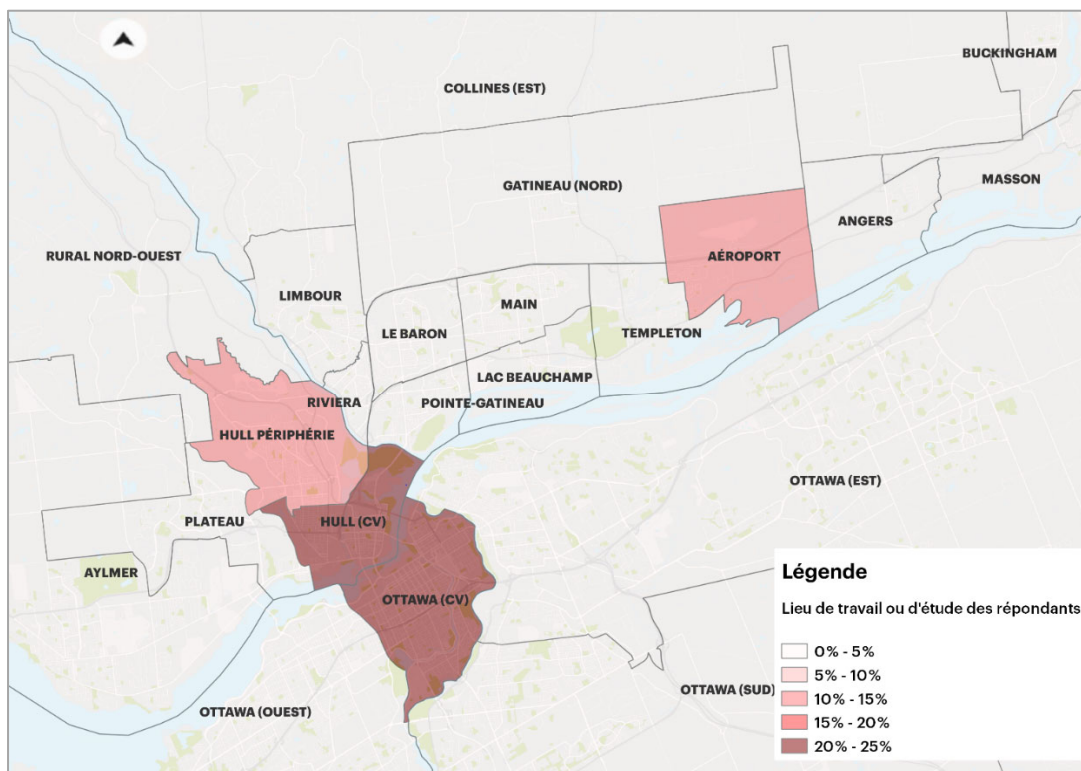 BUCKINGHAM
COLLINES (EST)
MASSON
GATINEAU (NORD)
ANGERS
RURAL NORD-OUEST
AÉROPORT
LIMBOUR
MAIN
LE BARON
TEMPLETON
LAC BEAUCHAMP
RIVIERA
POINTE-GATINEAU
HULL PÉRIPHÉRIE
OTTAWA (EST)
PLATEAU
HULL (CV)
AYLMER
OTTAWA (CV)
OTTAWA (SUD)
OTTAWA (OUEST)
Légende
Lieu de travail ou d'étude des répondants
0% - 5%
5% - 10%
10% - 15%
15% - 20%
20% - 25%